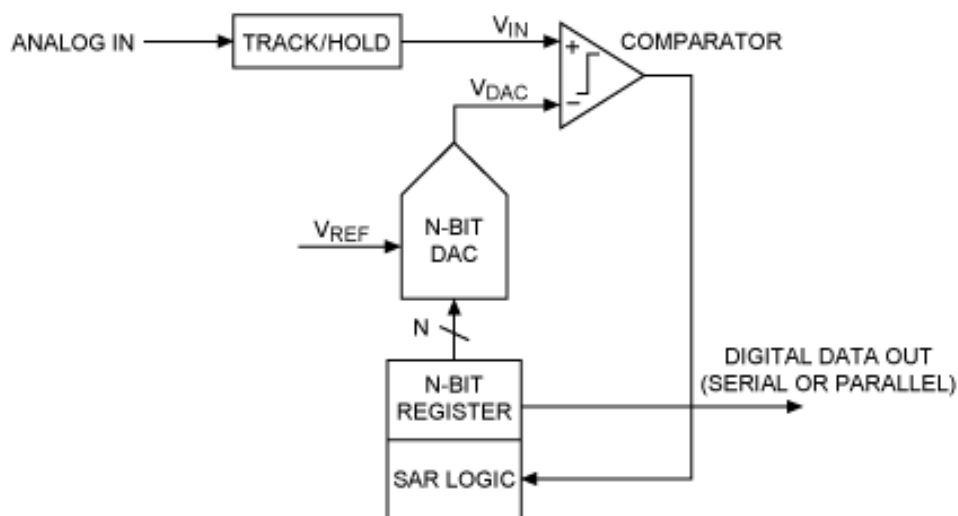 ANALOG IN
TRACK/HOLD
VIN
COMPARATOR
+
VDAC
−
VREF
N-BIT
DAC
N
N-BIT
REGISTER
DIGITAL DATA OUT
(SERIAL OR PARALLEL)
SAR LOGIC